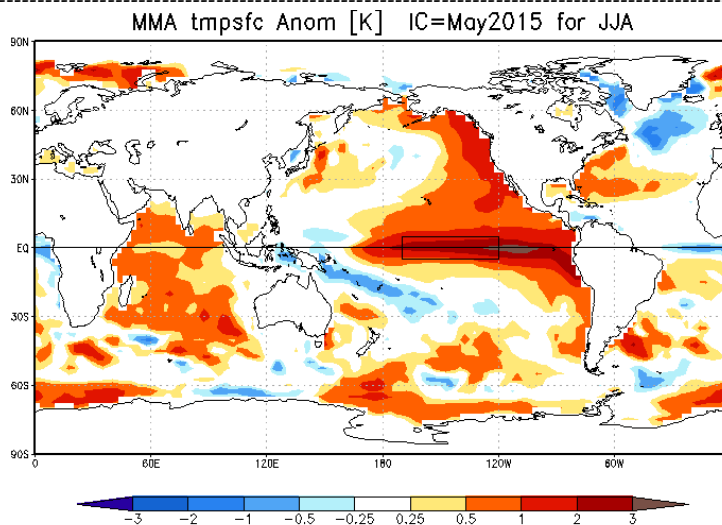 MMA tmpsfc Anom [K] IC=May2015 for JJA
90N
60N
30N
EQ
30S
60S
90S
0 60E 120E 180 120W 60W
-3 -2 -1 -0.5 -0.25 0.25 0.5 1 2 3